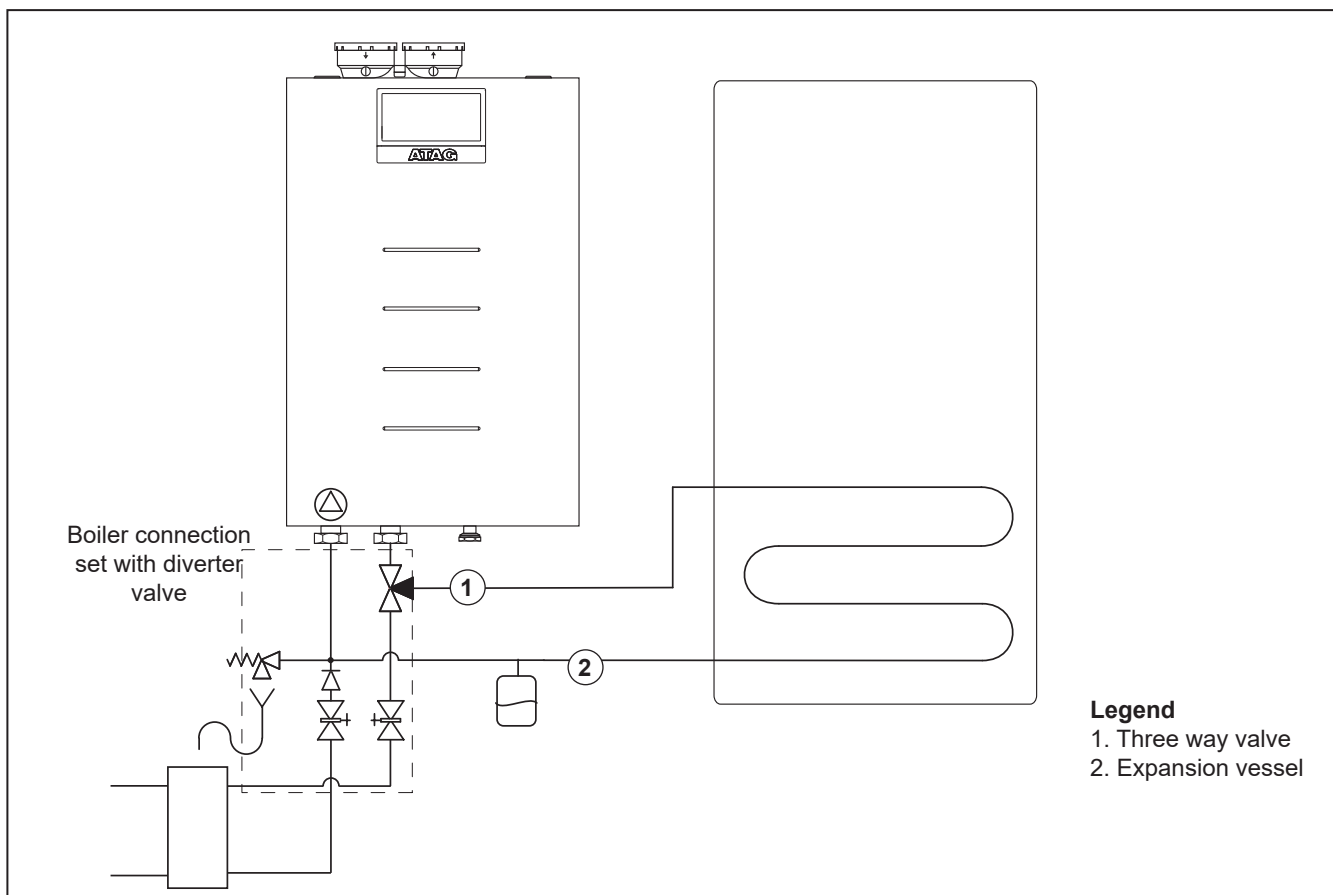 ATAG
Boiler connection
set with diverter
valve
1
2
Legend
1. Three way valve
2. Expansion vessel